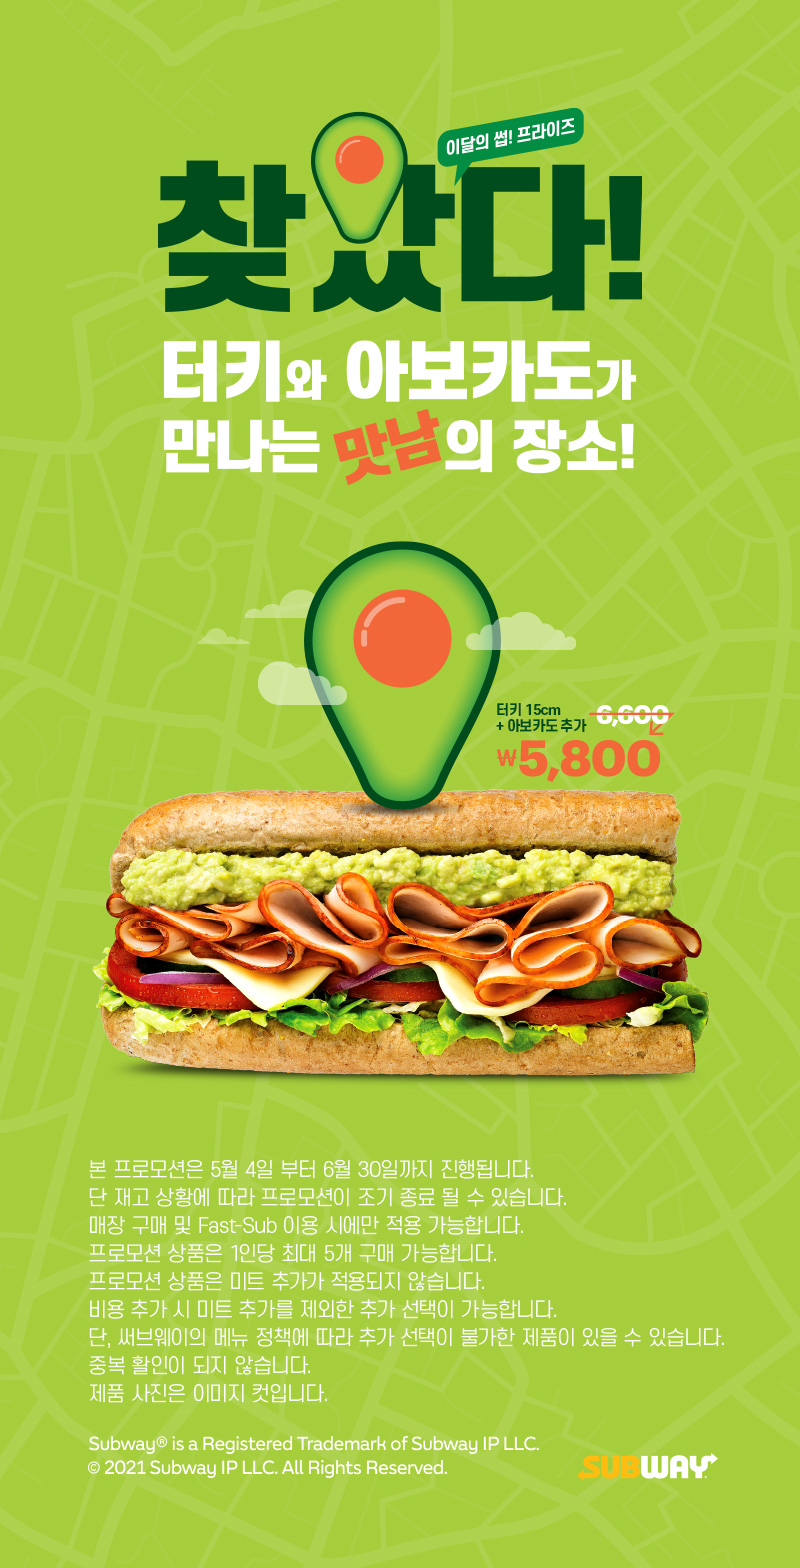 이달의 썹! 프라이즈
찾았다!
터키와 아보카도가
만나는 맛남의 장소!
터키 15cm
+ 아보카도 추가
6,600
₩5,800
본 프로모션은 5월 4일 부터 6월 30일까지 진행됩니다.
단 재고 상황에 따라 프로모션이 조기 종료 될 수 있습니다.
매장 구매 및 Fast-Sub 이용 시에만 적용 가능합니다.
프로모션 상품은 1인당 최대 5개 구매 가능합니다.
프로모션 상품은 미트 추가가 적용되지 않습니다.
비용 추가 시 미트 추가를 제외한 추가 선택이 가능합니다.
단, 써브웨이의 메뉴 정책에 따라 추가 선택이 불가한 제품이 있을 수 있습니다.
중복 할인이 되지 않습니다.
제품 사진은 이미지 컷입니다.
Subway® is a Registered Trademark of Subway IP LLC.
© 2021 Subway IP LLC. All Rights Reserved.
SUBWAY